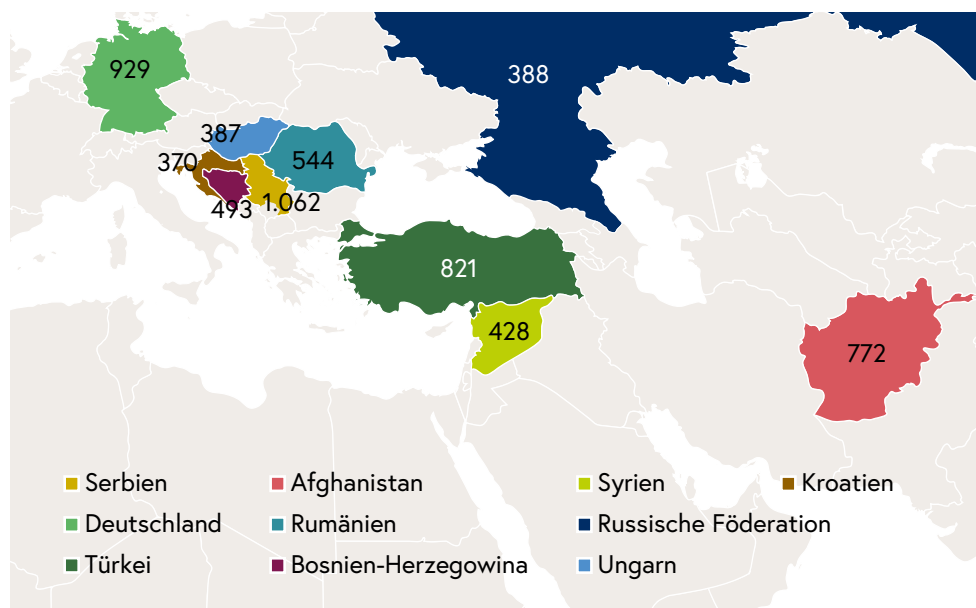 929
388
387
544
370
493
1.062
821
428
772
Serbien
Afghanistan
Syrien
Kroatien
Deutschland
Rumänien
Russische Föderation
Türkei
Bosnien-Herzegowina
Ungarn